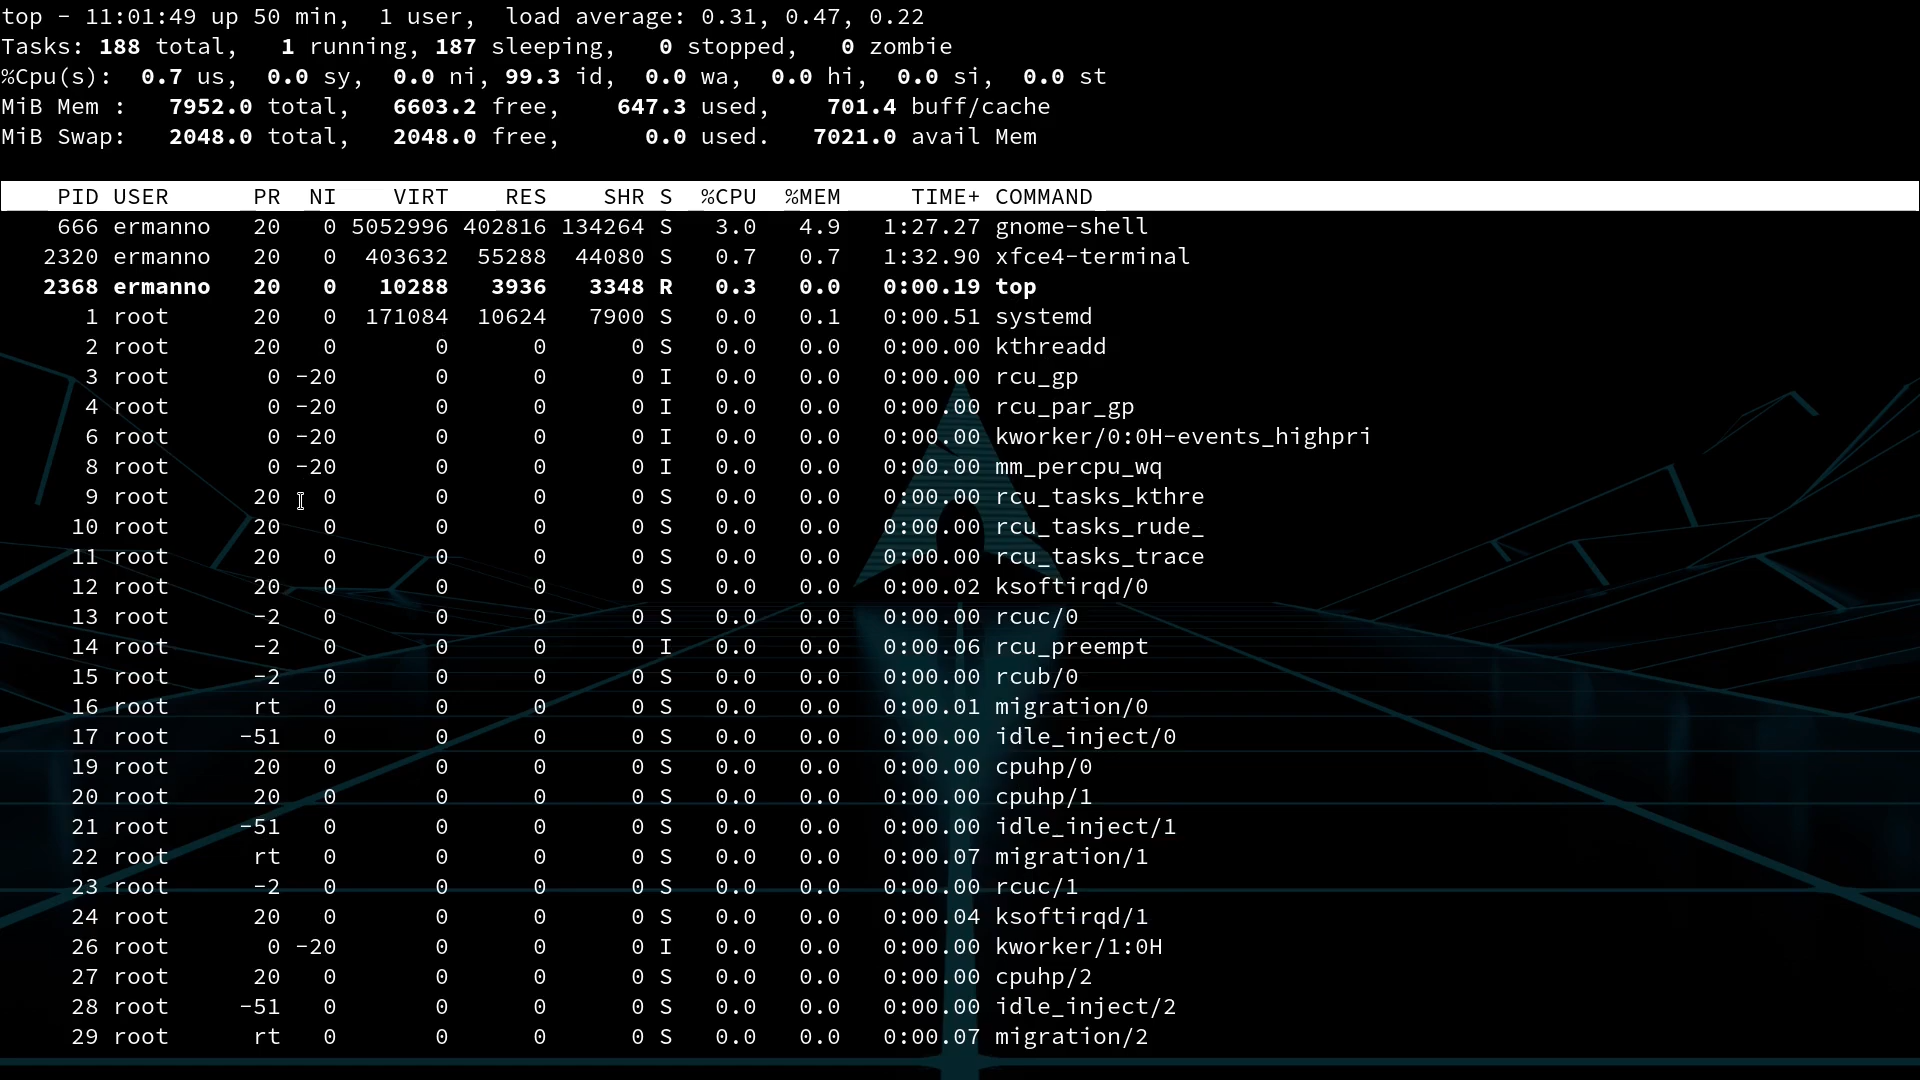 top - 11:01:49 up 50 min,  1 user,  load average: 0.31, 0.47, 0.22
Tasks: 188 total,   1 running, 187 sleeping,   0 stopped,   0 zombie
%Cpu(s):  0.7 us,  0.0 sy,  0.0 ni, 99.3 id,  0.0 wa,  0.0 hi,  0.0 si,  0.0 st
MiB Mem :   7952.0 total,   6603.2 free,    647.3 used,    701.4 buff/cache
MiB Swap:   2048.0 total,   2048.0 free,      0.0 used.   7021.0 avail Mem
PID USER      PR  NI    VIRT    RES    SHR S  %CPU  %MEM     TIME+ COMMAND
666 ermanno   20   0 5052996 402816 134264 S   3.0   4.9   1:27.27 gnome-shell
2320 ermanno   20   0  403632  55288  44080 S   0.7   0.7   1:32.90 xfce4-terminal
2368 ermanno   20   0   10288   3936   3348 R   0.3   0.0   0:00.19 top
1 root      20   0  171084  10624   7900 S   0.0   0.1   0:00.51 systemd
2 root      20   0       0      0      0 S   0.0   0.0   0:00.00 kthreadd
3 root       0 -20       0      0      0 I   0.0   0.0   0:00.00 rcu_gp
4 root       0 -20       0      0      0 I   0.0   0.0   0:00.00 rcu_par_gp
6 root       0 -20       0      0      0 I   0.0   0.0   0:00.00 kworker/0:0H-events_highpri
8 root       0 -20       0      0      0 I   0.0   0.0   0:00.00 mm_percpu_wq
9 root      20   0       0      0      0 S   0.0   0.0   0:00.00 rcu_tasks_kthre
10 root      20   0       0      0      0 S   0.0   0.0   0:00.00 rcu_tasks_rude_
11 root      20   0       0      0      0 S   0.0   0.0   0:00.00 rcu_tasks_trace
12 root      20   0       0      0      0 S   0.0   0.0   0:00.02 ksoftirqd/0
13 root      -2   0       0      0      0 S   0.0   0.0   0:00.00 rcuc/0
14 root      -2   0       0      0      0 I   0.0   0.0   0:00.06 rcu_preempt
15 root      -2   0       0      0      0 S   0.0   0.0   0:00.00 rcub/0
16 root      rt   0       0      0      0 S   0.0   0.0   0:00.01 migration/0
17 root     -51   0       0      0      0 S   0.0   0.0   0:00.00 idle_inject/0
19 root      20   0       0      0      0 S   0.0   0.0   0:00.00 cpuhp/0
20 root      20   0       0      0      0 S   0.0   0.0   0:00.00 cpuhp/1
21 root     -51   0       0      0      0 S   0.0   0.0   0:00.00 idle_inject/1
22 root      rt   0       0      0      0 S   0.0   0.0   0:00.07 migration/1
23 root      -2   0       0      0      0 S   0.0   0.0   0:00.00 rcuc/1
24 root      20   0       0      0      0 S   0.0   0.0   0:00.04 ksoftirqd/1
26 root       0 -20       0      0      0 I   0.0   0.0   0:00.00 kworker/1:0H
27 root      20   0       0      0      0 S   0.0   0.0   0:00.00 cpuhp/2
28 root     -51   0       0      0      0 S   0.0   0.0   0:00.00 idle_inject/2
29 root      rt   0       0      0      0 S   0.0   0.0   0:00.07 migration/2